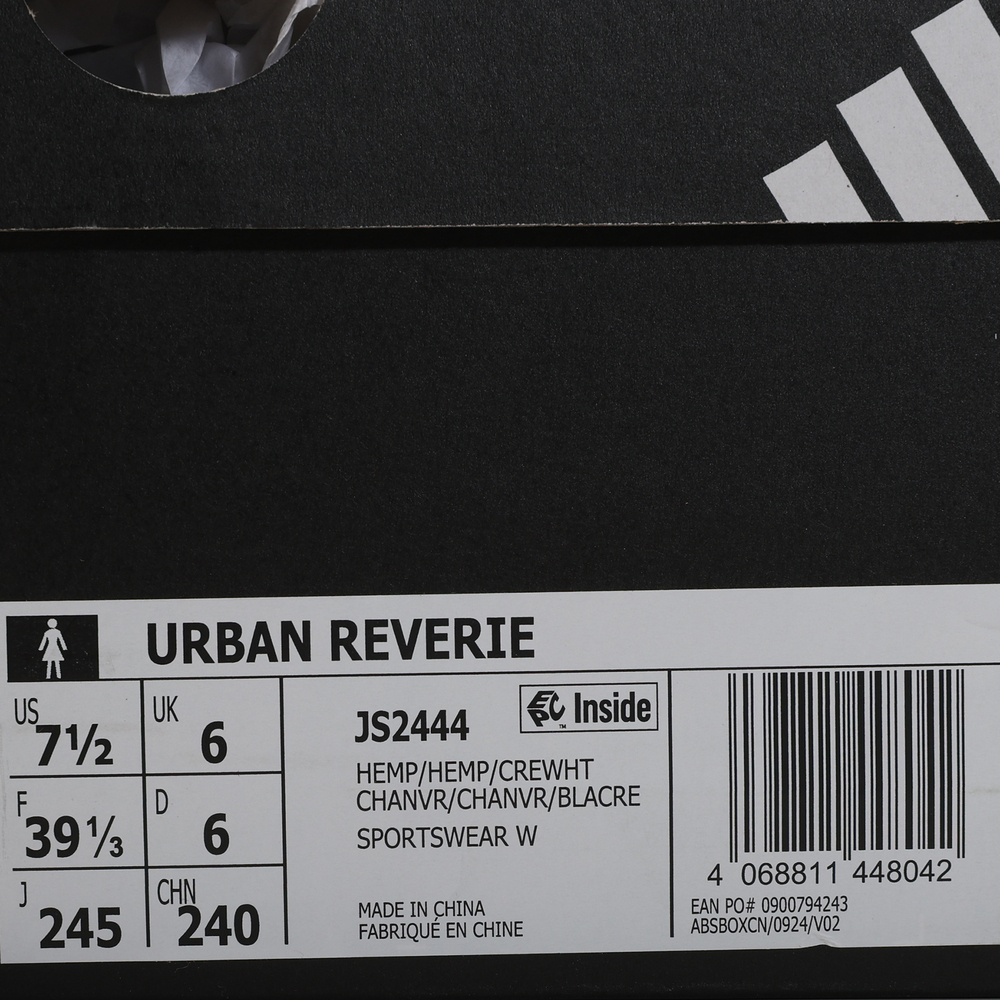 URBAN REVERIE
US 7½
UK 6
F 39⅓
D 6
J 245
CHN 240
JS2444
EPC™ Inside
HEMP/HEMP/CREWHT
CHANVR/CHANVR/BLACRE
SPORTSWEAR W
MADE IN CHINA
FABRIQUÉ EN CHINE
4 068811 448042
EAN PO# 0900794243
ABSBOXCN/0924/V02